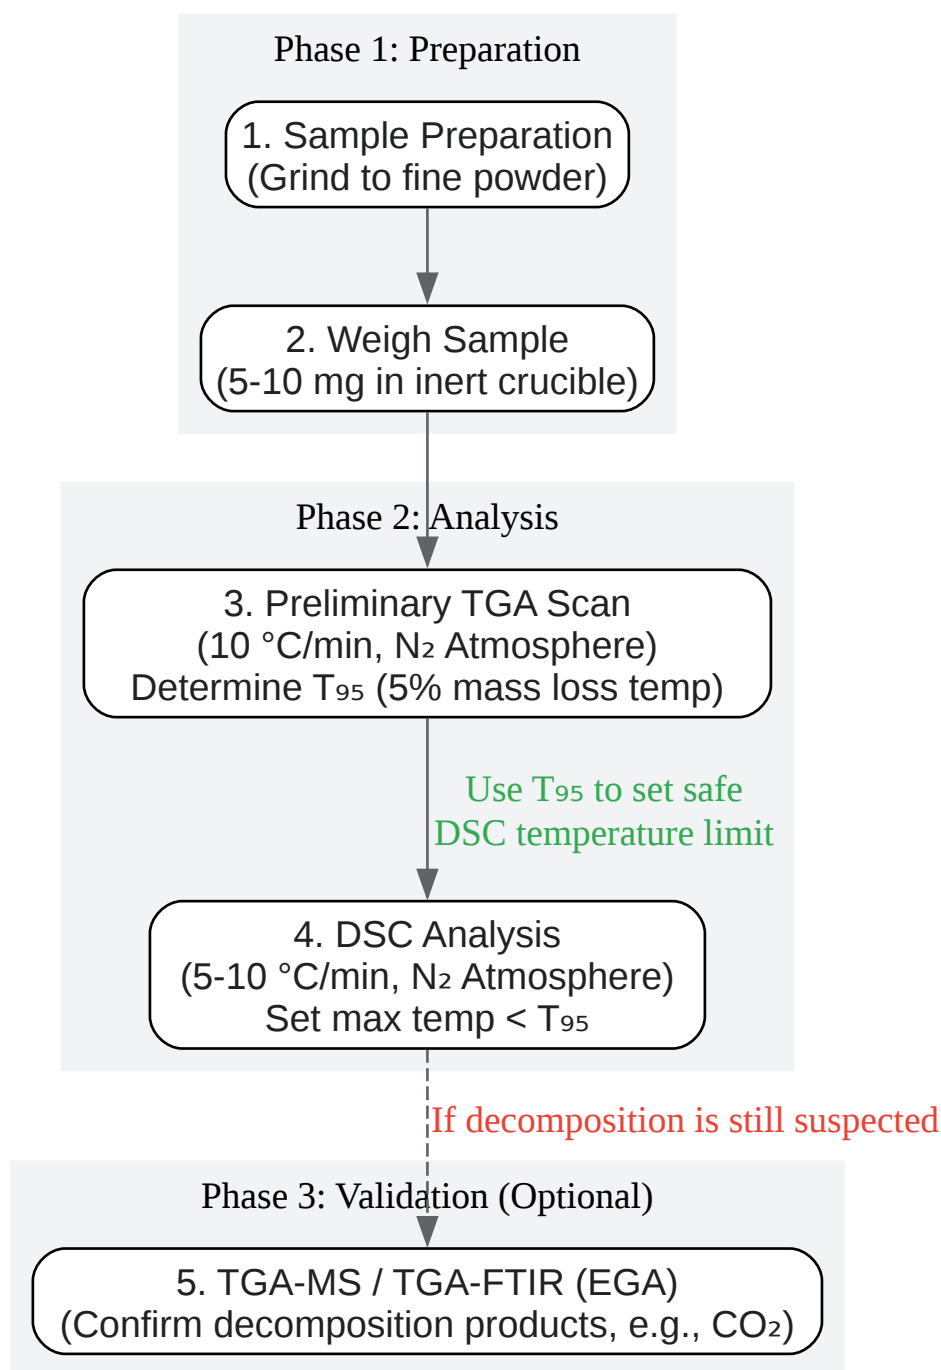 Phase 1: Preparation
1. Sample Preparation
(Grind to fine powder)
2. Weigh Sample
(5-10 mg in inert crucible)
Phase 2: Analysis
3. Preliminary TGA Scan
(10 °C/min, N₂ Atmosphere)
Determine T₉₅ (5% mass loss temp)
Use T₉₅ to set safe
DSC temperature limit
4. DSC Analysis
(5-10 °C/min, N₂ Atmosphere)
Set max temp < T₉₅
If decomposition is still suspected
Phase 3: Validation (Optional)
5. TGA-MS / TGA-FTIR (EGA)
(Confirm decomposition products, e.g., CO₂)